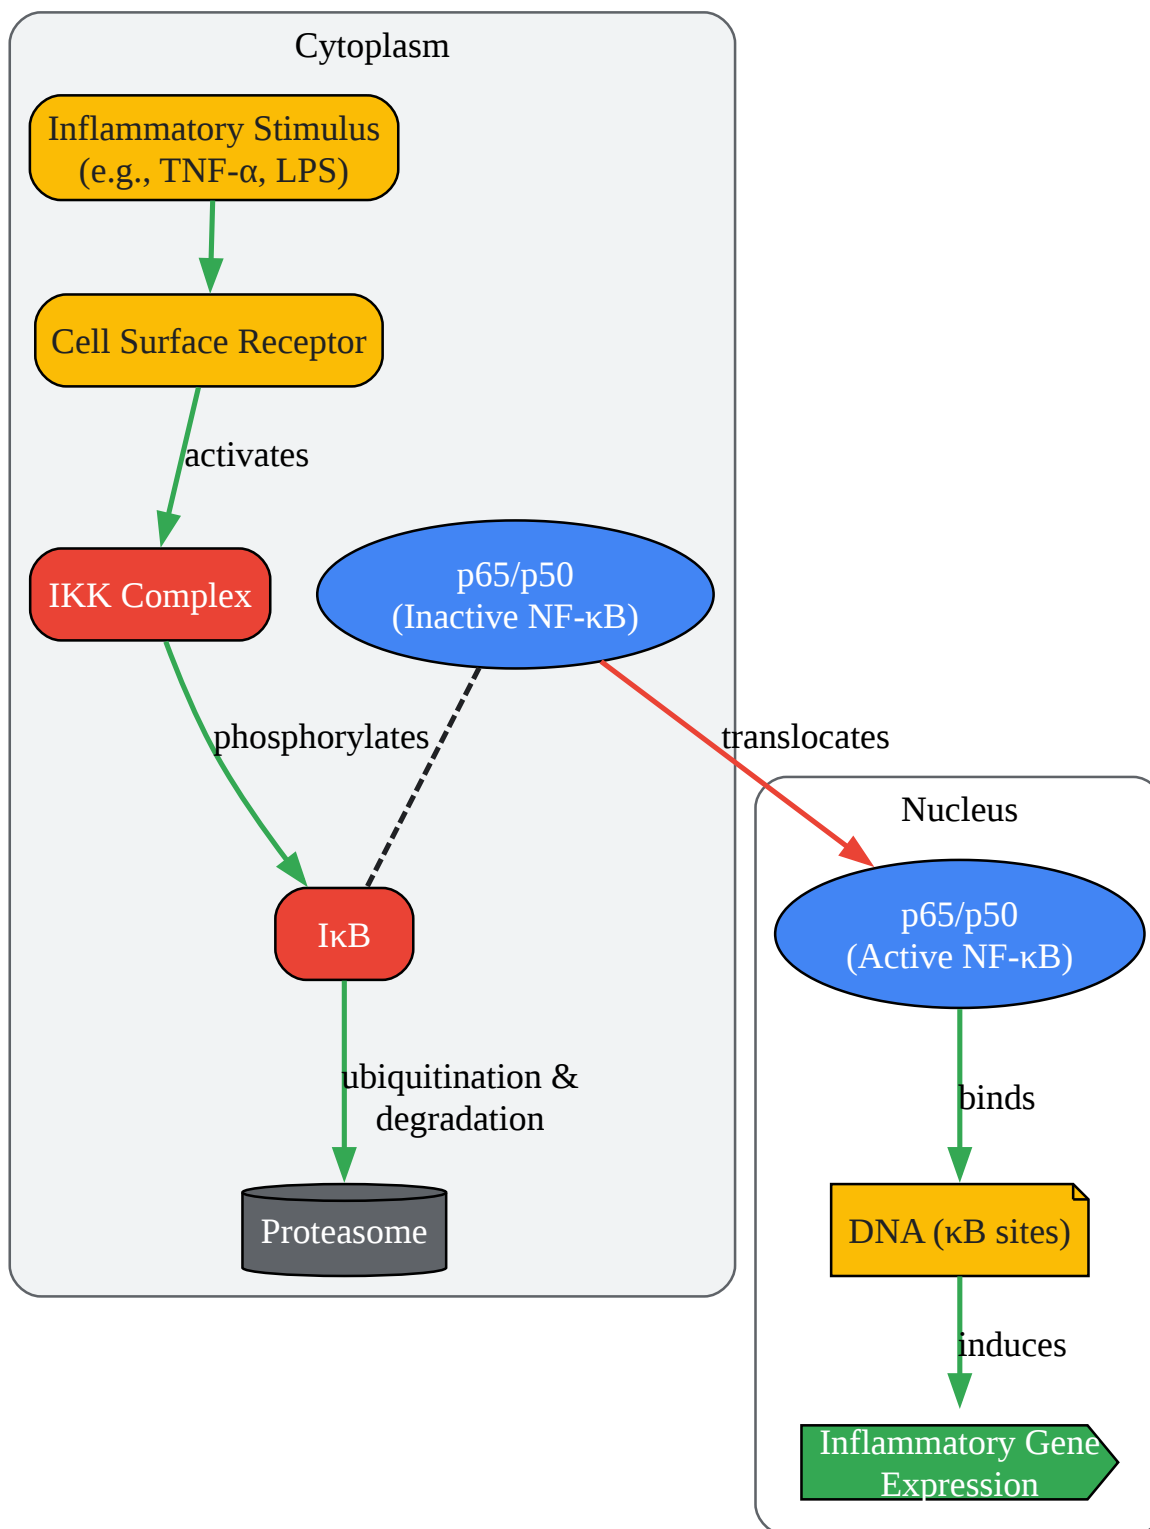 Cytoplasm
Inflammatory Stimulus
(e.g., TNF-α, LPS)
Cell Surface Receptor
activates
IKK Complex
p65/p50
(Inactive NF-κB)
phosphorylates
translocates
Nucleus
IκB
p65/p50
(Active NF-κB)
ubiquitination &
degradation
binds
Proteasome
DNA (κB sites)
induces
Inflammatory Gene
Expression